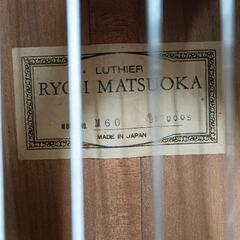 LUTHIER
RYOJI MATSUOKA
M60
MADE IN JAPAN